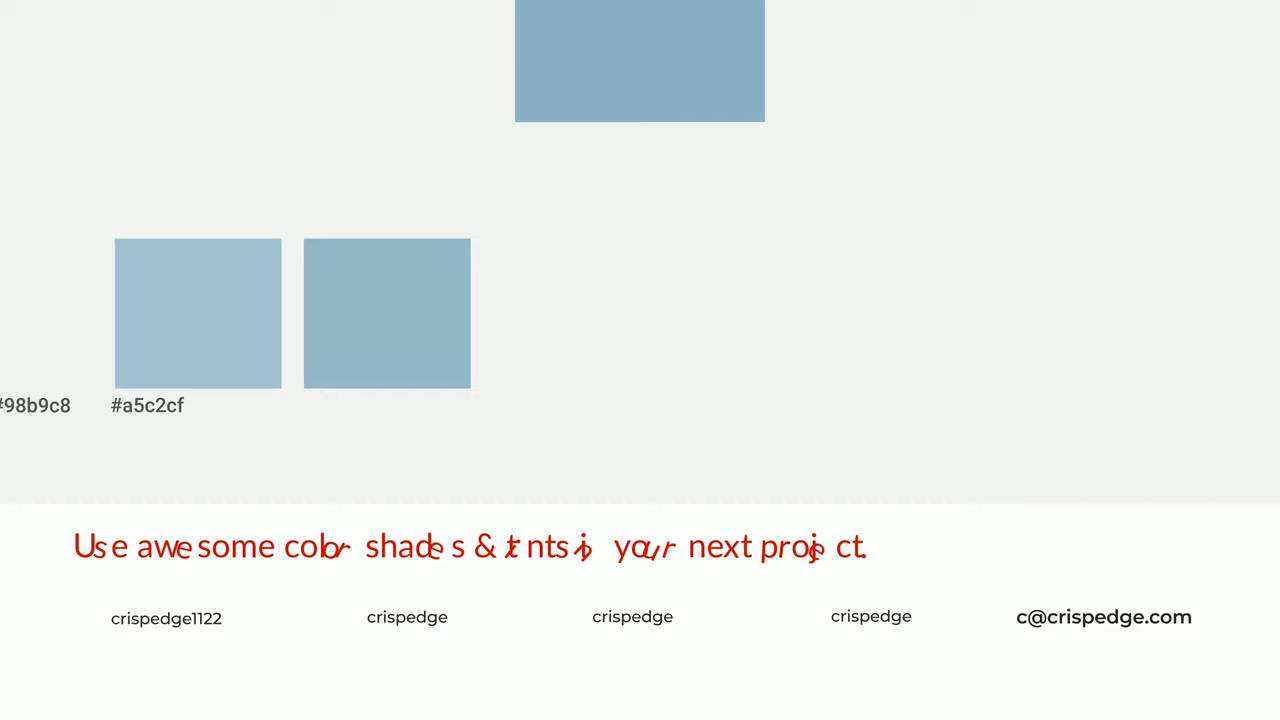 #98b9c8 #a5c2cf
Use awesome color shades & tints in your next project.
crispedge1122 crispedge crispedge crispedge c@crispedge.com